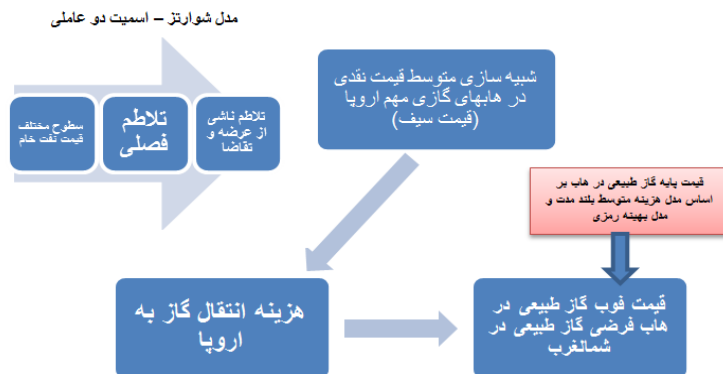 مدل شوارتز – اسمیت دو عاملی
شبیه سازی متوسط قیمت نقدی
در هابهای گازی مهم اروپا
(قیمت سیف)
تلاطم ناشی
از عرضه و
تقاضا
تلاطم
فصلی
سطوح مختلف
قیمت نفت خام
قیمت پایه گاز طبیعی در هاب بر
اساس مدل هزینه متوسط بلند مدت و
مدل بهینه رمزی
هزینه انتقال گاز به
اروپا
قیمت فوب گاز طبیعی در
هاب فرضی گاز طبیعی در
شمالغرب